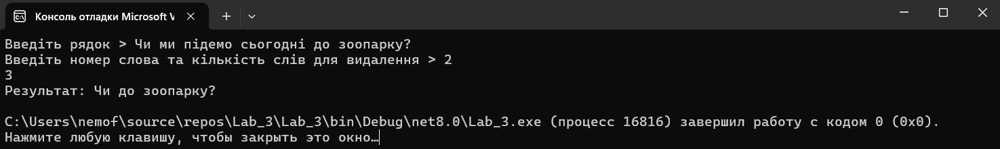 Консоль отладки Microsoft V
Введіть рядок > Чи ми підемо сьогодні до зоопарку?
Введіть номер слова та кількість слів для видалення > 2
3
Результат: Чи до зоопарку?
C:\Users\nemof\source\repos\Lab_3\Lab_3\bin\Debug\net8.0\Lab_3.exe (процесс 16816) завершил работу с кодом 0 (0x0).
Нажмите любую клавишу, чтобы закрыть это окно…